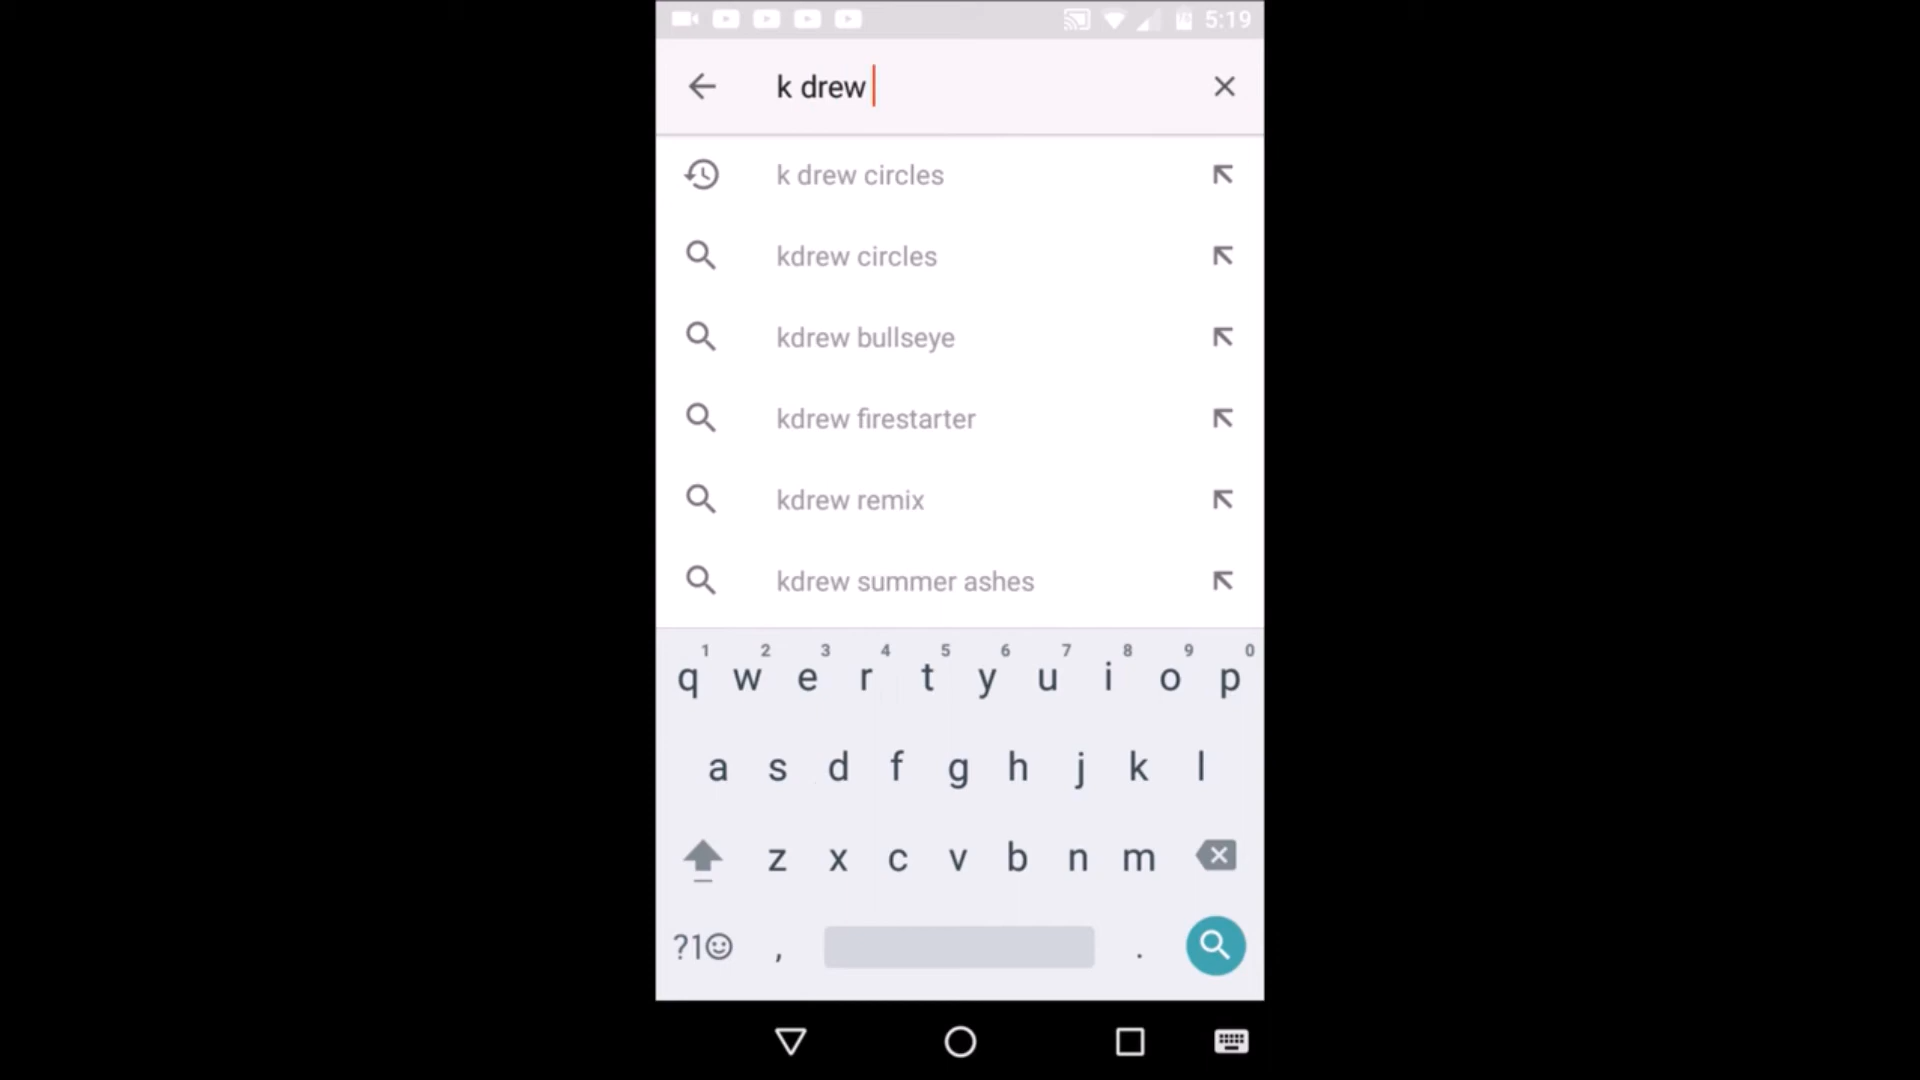 5:19
k drew
k drew circles
kdrew circles
kdrew bullseye
kdrew firestarter
kdrew remix
kdrew summer ashes
1 2 3 4 5 6 7 8 9 0
q w e r t y u i o p
a s d f g h j k l
z x c v b n m
?1☺ , .